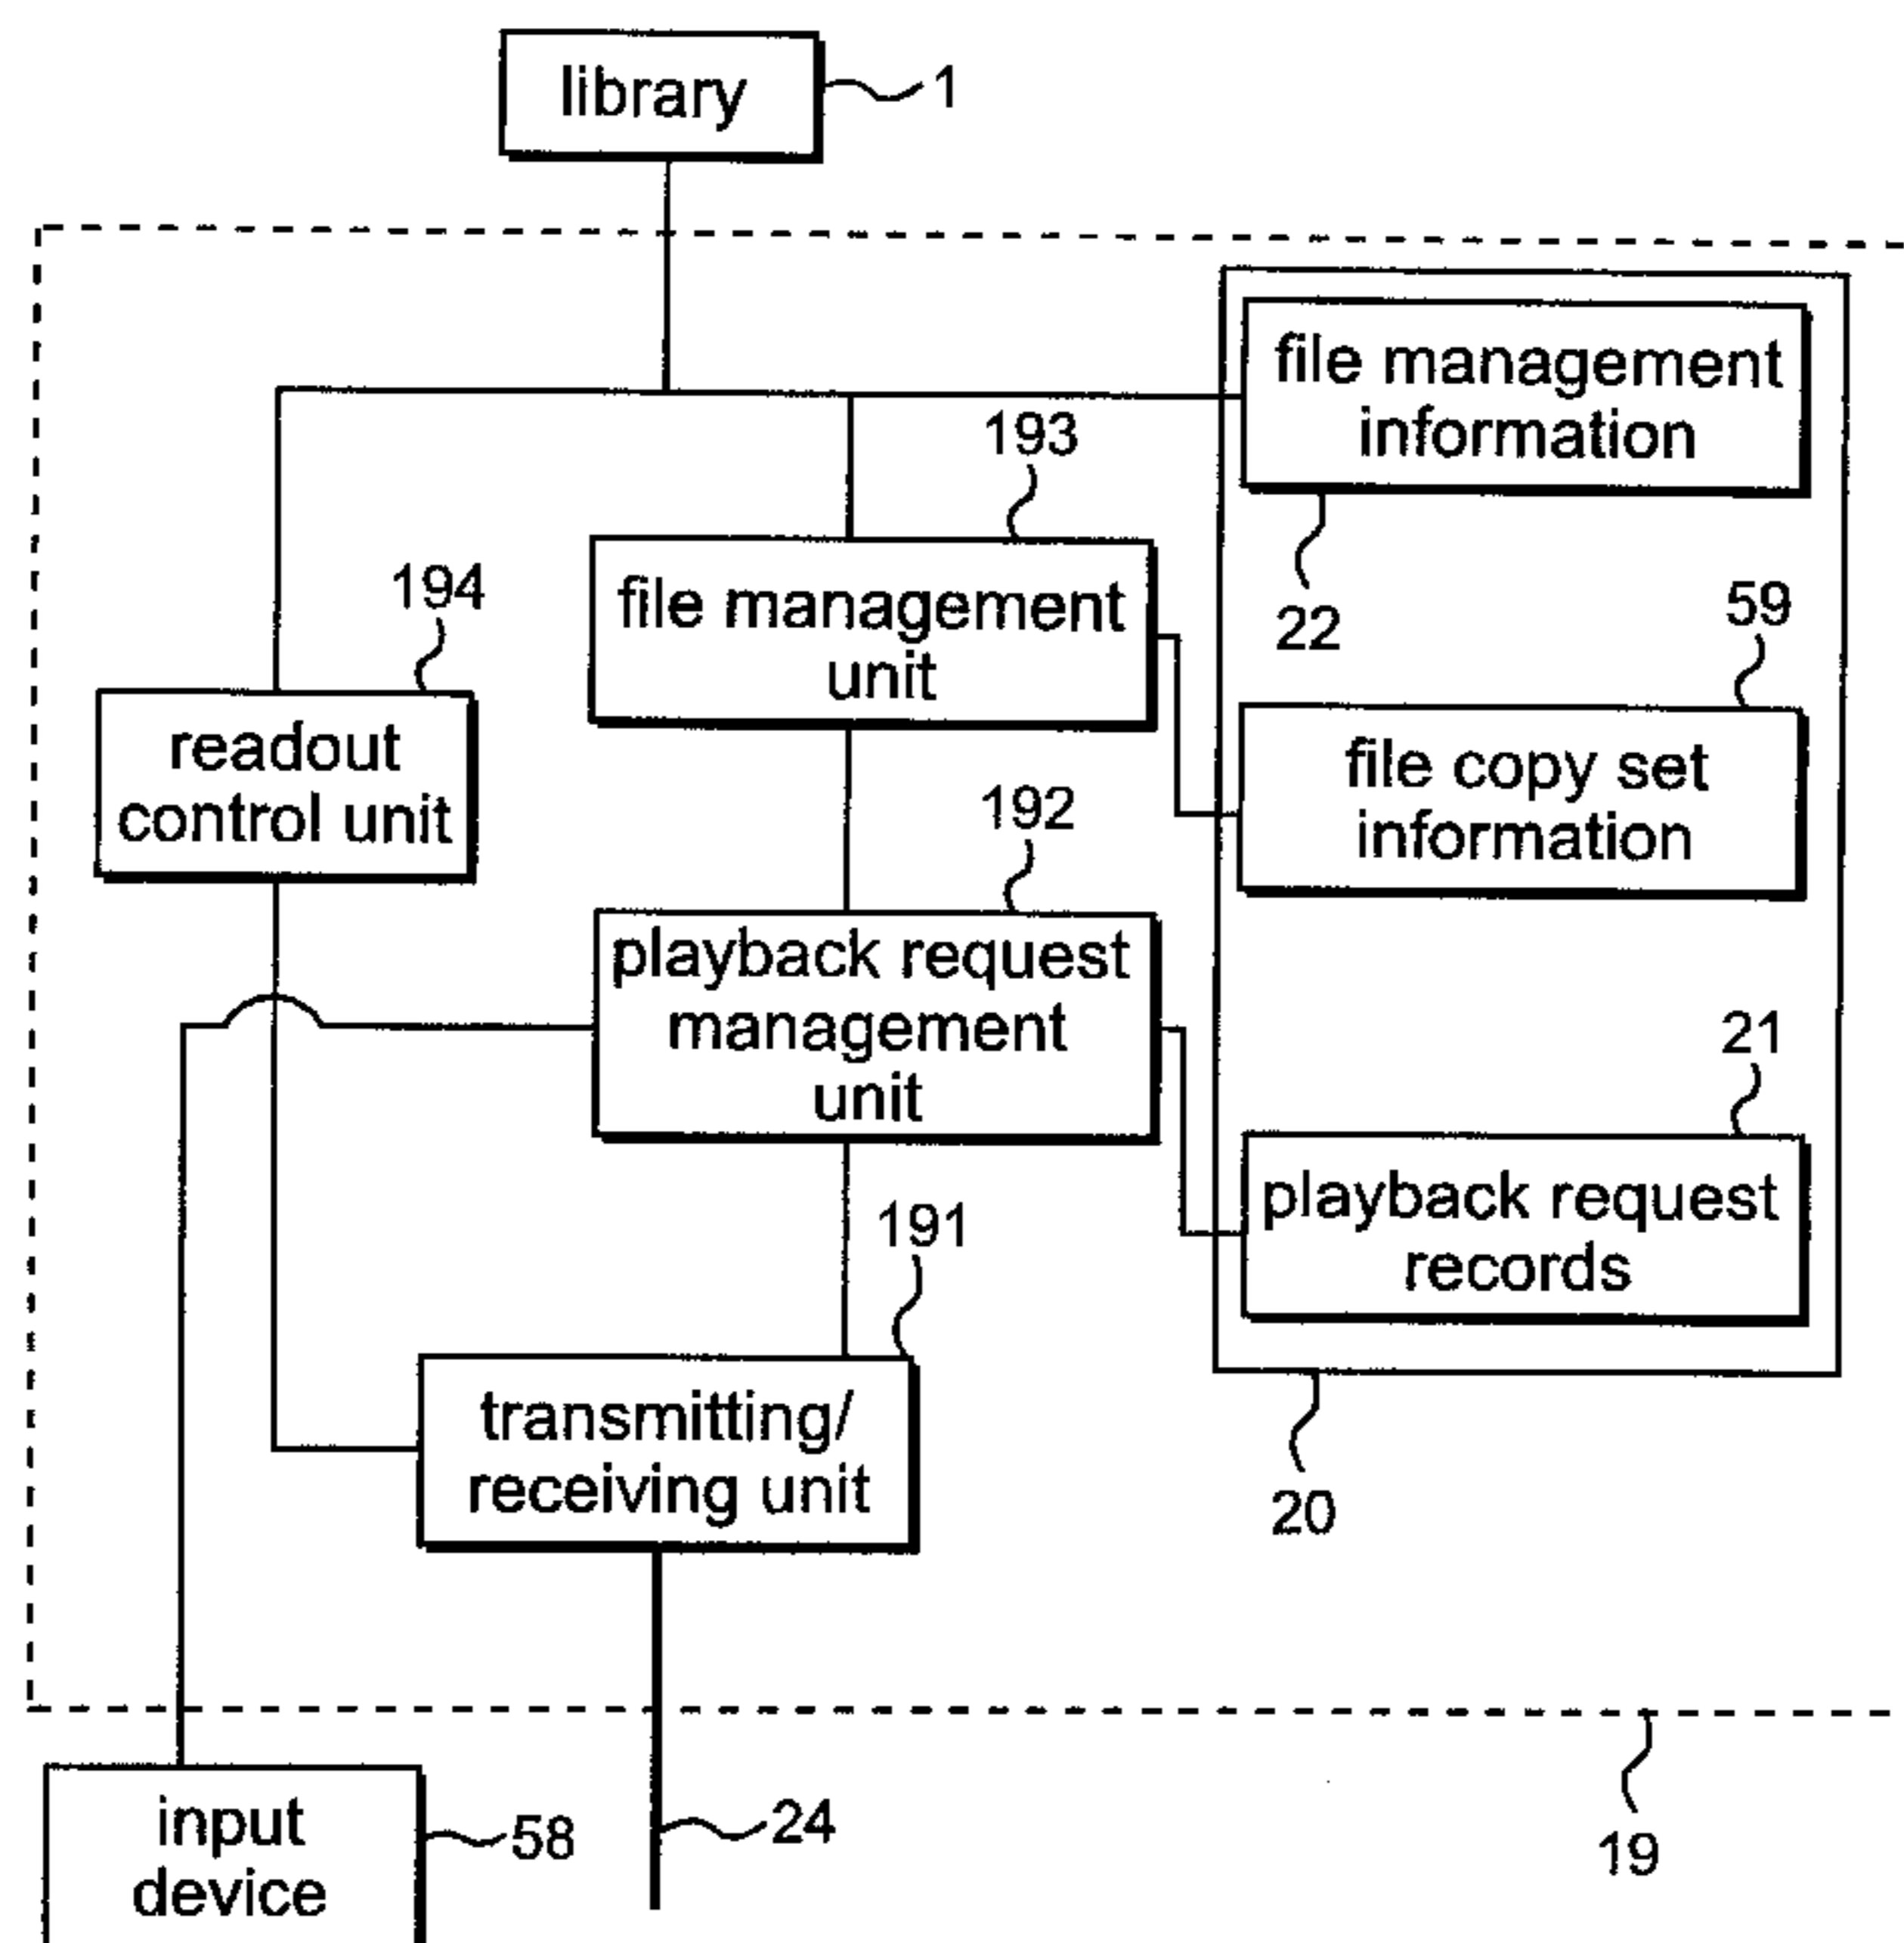 library
1
file management
information
193
22
194
file management
unit
59
readout
control unit
file copy set
information
192
playback request
management
unit
21
playback request
records
191
transmitting/
receiving unit
20
input
device
58
24
19